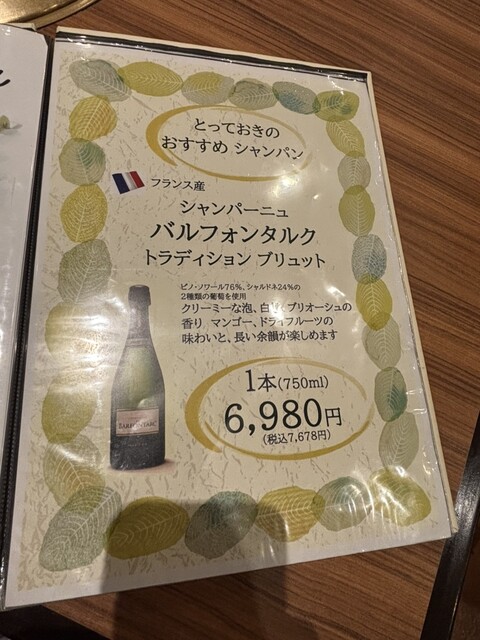 とっておきの
おすすめ シャンパン
フランス産
シャンパーニュ
バルフォンタルク
トラディション ブリュット
ピノ・ノワール76%、シャルドネ24%の
2種類の葡萄を使用
クリーミーな泡、白い ブリオーシュの
香り マンゴー、ドライフルーツの
味わいと、長い余韻が楽しめます
1本(750ml)
6,980円
(税込7,678円)
BARFONTARC